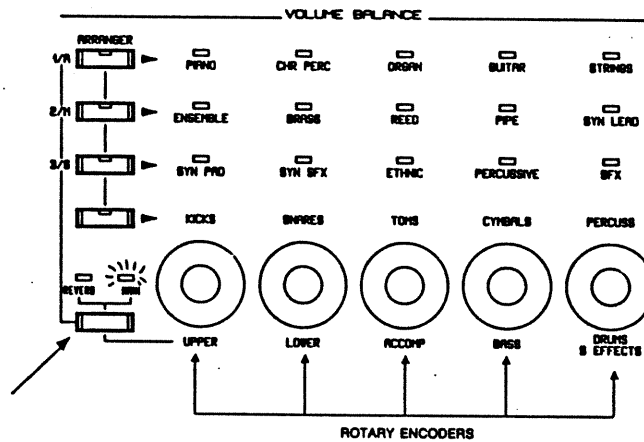 VOLUME BALANCE
ARRANGER
1/A PIANO CHR PERC ORGAN GUITAR STRINGS
2/M ENSEMBLE BRASS REED PIPE SYN LEAD
3/S SYN PAD SYN SFX ETHNIC PERCUSSIVE SFX
KICKS SNARES TOMS CYMBALS PERCUSS
REVERB MAIN
UPPER LOWER ACCOMP BASS DRUMS
S EFFECTS
ROTARY ENCODERS